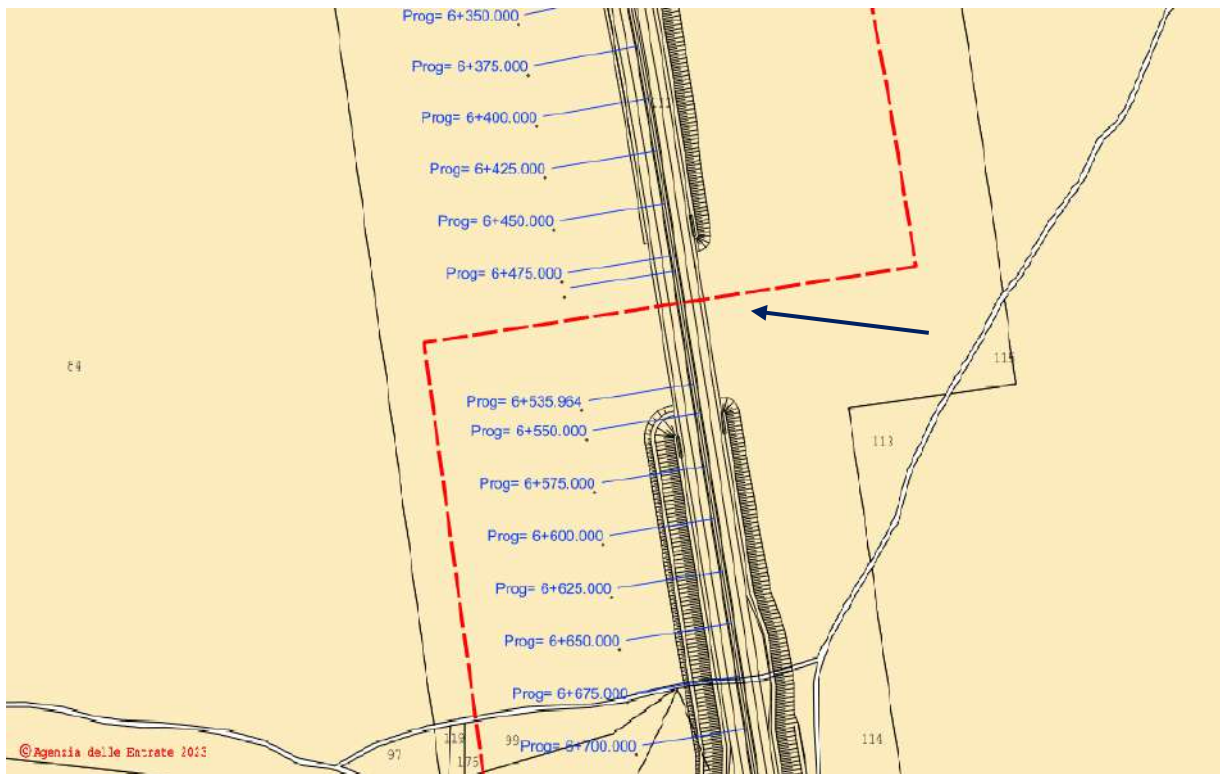 Prog= 6+350.000
Prog= 6+375.000
Prog= 6+400.000
Prog= 6+425.000
Prog= 6+450.000
Prog= 6+475.000
84
115
Prog= 6+535.964
Prog= 6+550.000
113
Prog= 6+575.000
Prog= 6+600.000
Prog= 6+625.000
Prog= 6+650.000
Prog= 6+675.000
119
99
Prog= 6+700.000
114
©Agenzia delle Entrate 2023
97
175